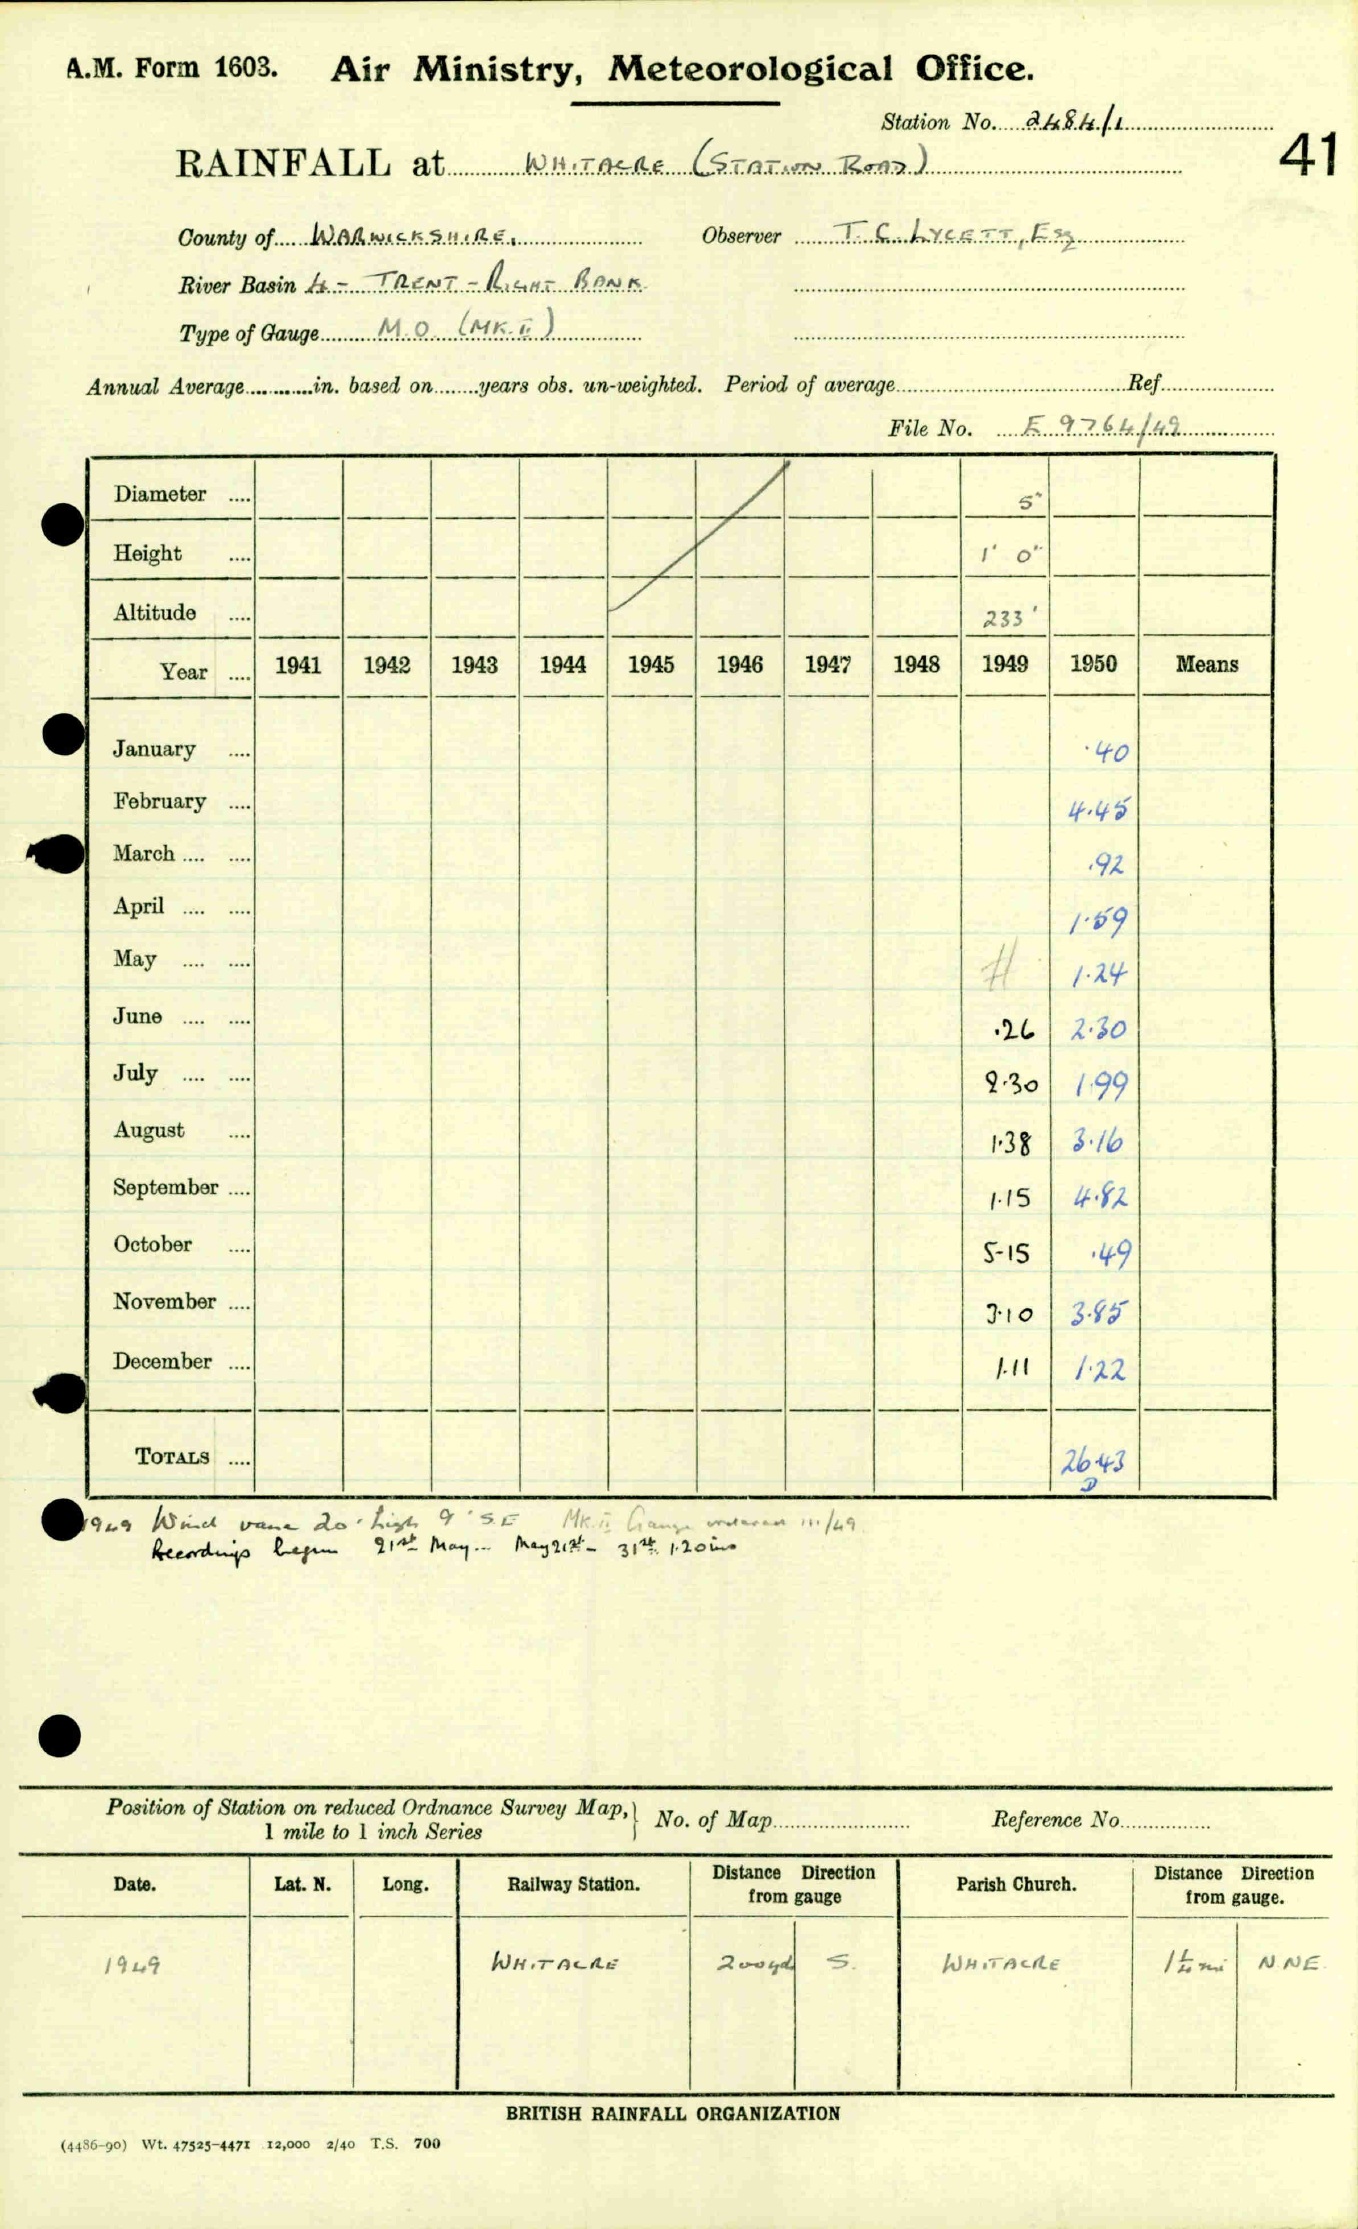 A.M. Form 1603. Air Ministry, Meteorological Office.
Station No. 2484/1
41
RAINFALL at WHITACRE (STATION ROAD)
County of WARWICKSHIRE. Observer T. C. LYCETT, Esq
River Basin 4 - TRENT - RIGHT BANK
Type of Gauge M.O. (MK. II)
Annual Average in. based on years obs. un-weighted. Period of average Ref.
File No. E 9764/49
Diameter .... 5"
Height .... 1' 0"
Altitude .... 233'
Year .... 1941 1942 1943 1944 1945 1946 1947 1948 1949 1950 Means
January .... ·40
February .... 4·45
March .... .... ·92
April .... .... 1·59
May .... .... # 1·24
June .... .... ·26 2·30
July .... .... 2·30 1·99
August .... 1·38 3·16
September .... 1·15 4·82
October .... 5-15 ·49
November .... 3·10 3·85
December .... 1·11 1·22
TOTALS .... 26·43
D
1949 Wind vane 20' high 9' SE MK. II Gauge /49
Recordings began 21st May... May 21st - 31st 1·20 ins
Position of Station on reduced Ordnance Survey Map, } No. of Map Reference No.
1 mile to 1 inch Series
Date. Lat. N. Long. Railway Station. Distance Direction from gauge Parish Church. Distance Direction from gauge.
1949 WHITACRE 200yd S. WHITACRE 1¼ mi NNE.
BRITISH RAINFALL ORGANIZATION
(4486-90) Wt. 47525-4471 12,000 2/40 T.S. 700